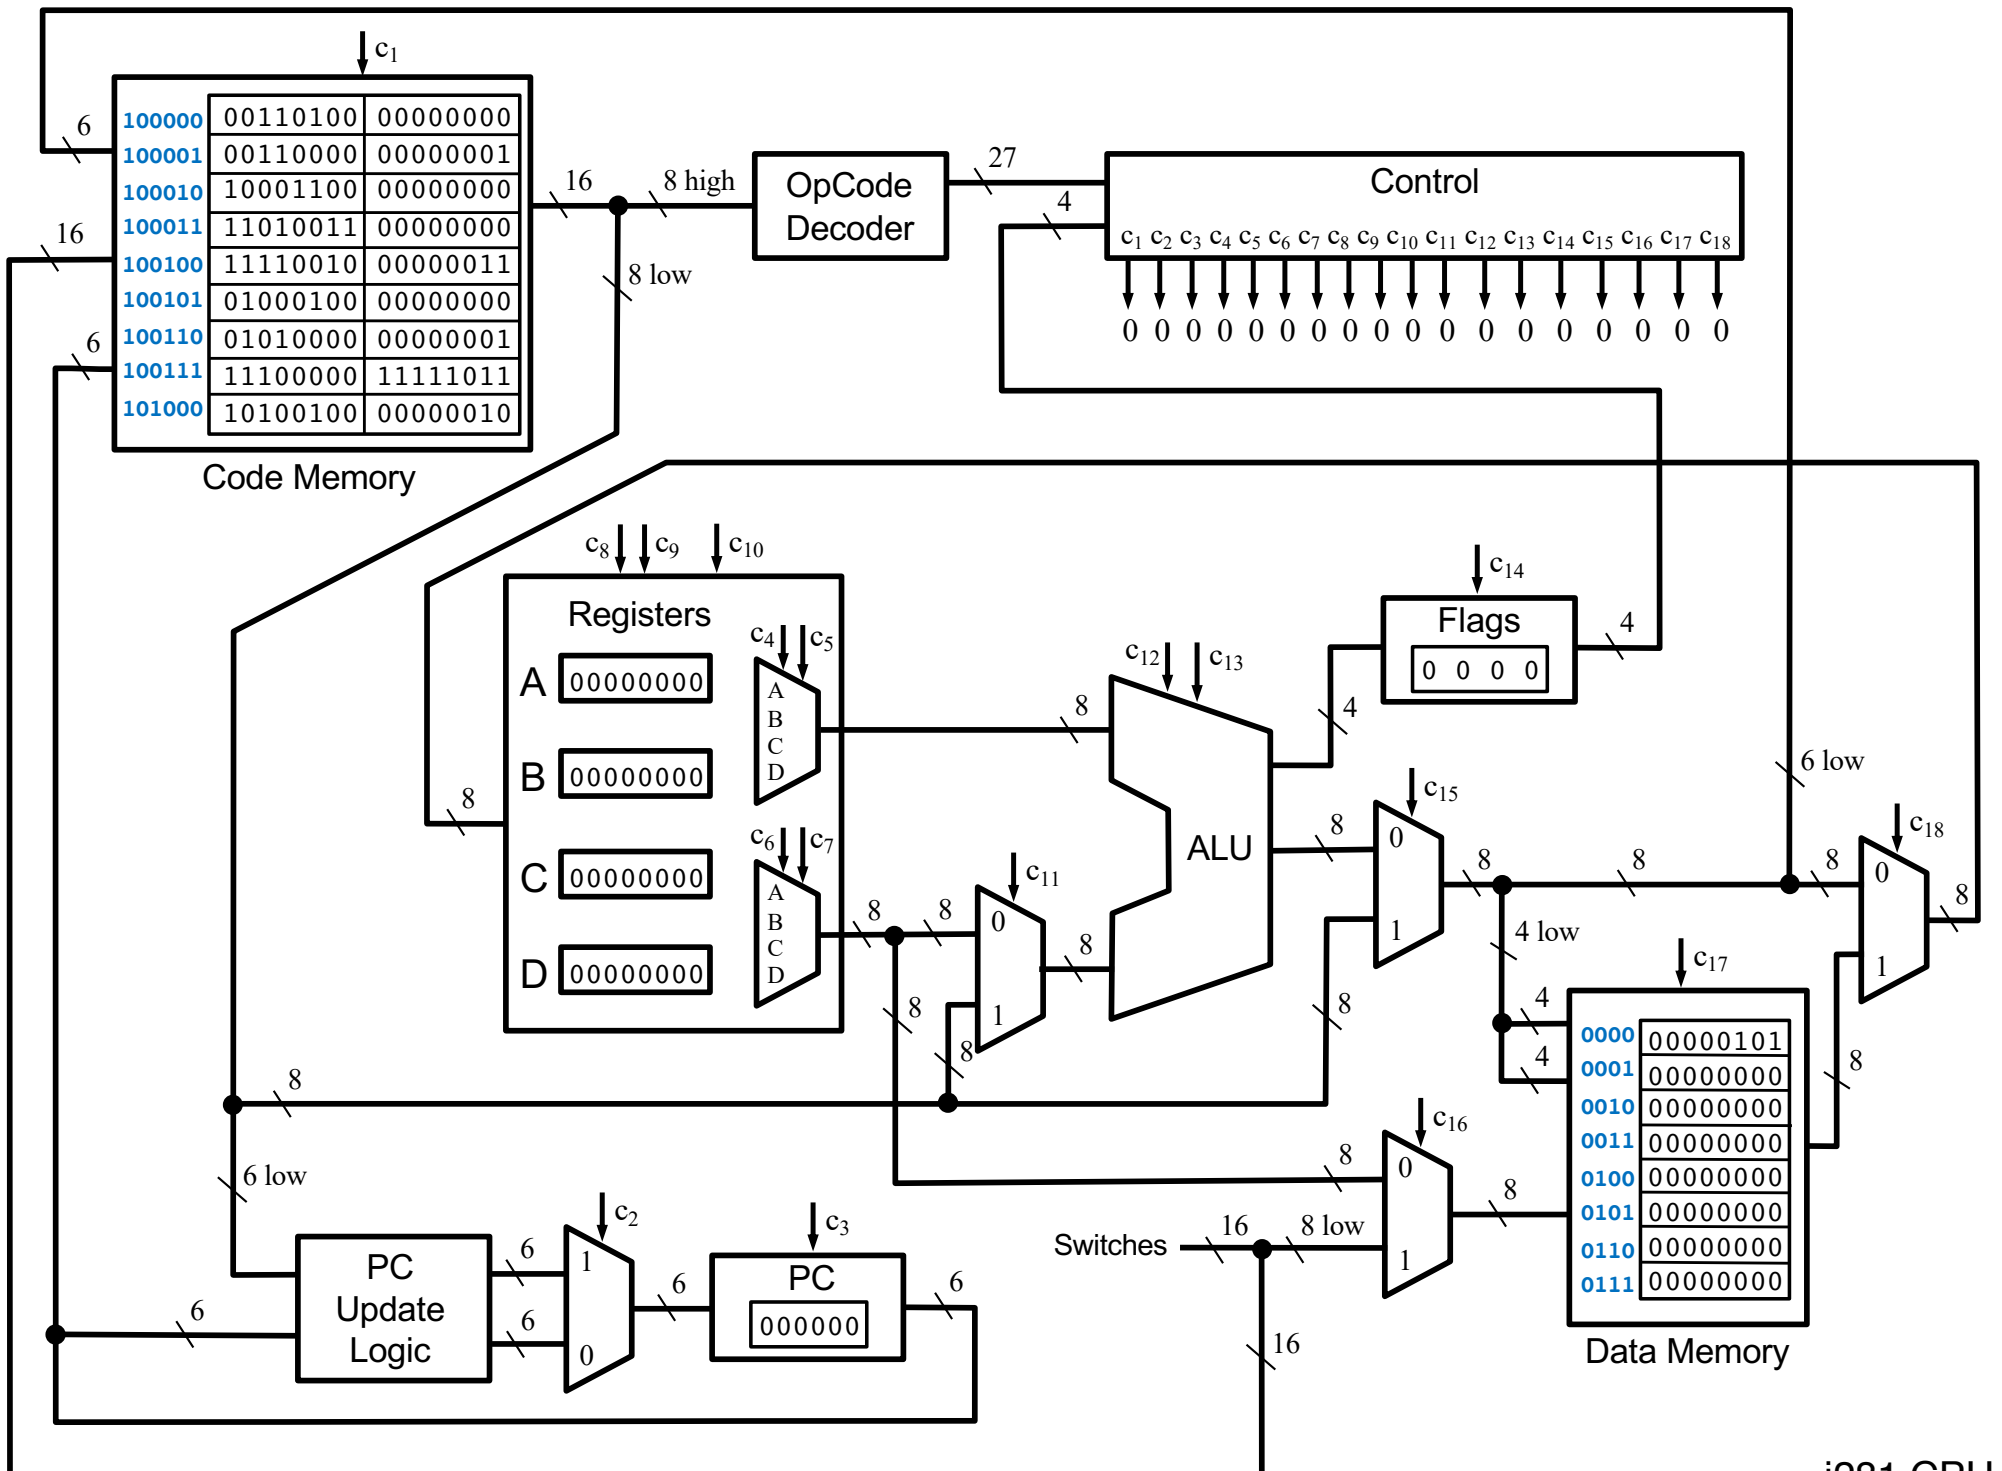 c1
100000 00110100 00000000
100001 00110000 00000001
100010 10001100 00000000
100011 11010011 00000000
100100 11110010 00000011
100101 01000100 00000000
100110 01010000 00000001
100111 11100000 11111011
101000 10100100 00000010
Code Memory
6
16
6
16
8 high
8 low
OpCode
Decoder
27
4
Control
c1 c2 c3 c4 c5 c6 c7 c8 c9 c10 c11 c12 c13 c14 c15 c16 c17 c18
0 0 0 0 0 0 0 0 0 0 0 0 0 0 0 0 0 0
c8 c9 c10
Registers
A 00000000
B 00000000
C 00000000
D 00000000
8
c4 c5
A
B
C
D
c6 c7
A
B
C
D
8
8
8
8
c11
0
1
8
8
8
c12 c13
ALU
c14
Flags
0 0 0 0
4
4
8
c15
0
1
8
8
8
8
6 low
4 low
4
4
c18
0
1
8
8
c17
0000 00000101
0001 00000000
0010 00000000
0011 00000000
0100 00000000
0101 00000000
0110 00000000
0111 00000000
Data Memory
c16
0
1
8
8
Switches
16
8 low
16
6 low
6
PC
Update
Logic
6
6
c2
1
0
6
c3
PC
000000
6